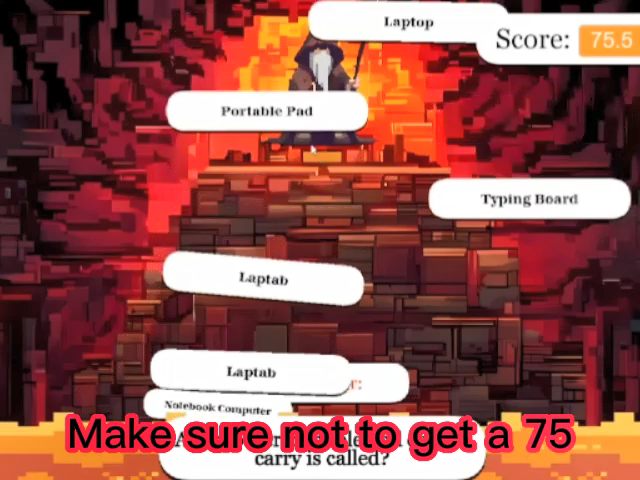 Laptop
Score: 75.5
Portable Pad
Typing Board
Laptab
Laptab
Notebook Computer
Make sure not to get a 75
carry is called?